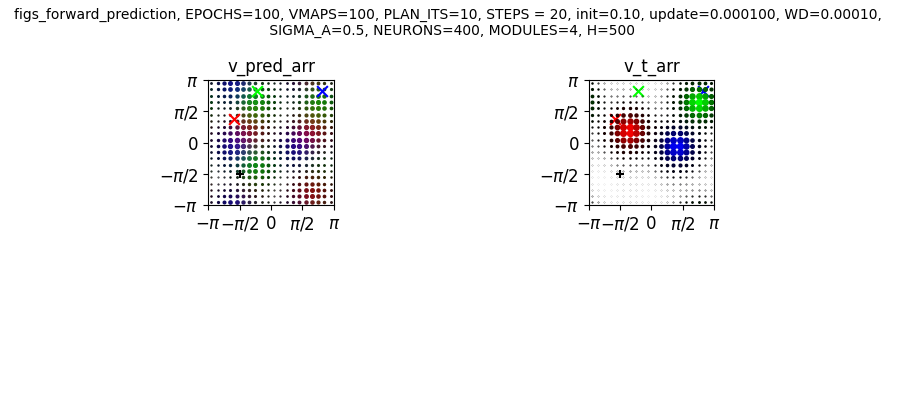 figs_forward_prediction, EPOCHS=100, VMAPS=100, PLAN_ITS=10, STEPS = 20, init=0.10, update=0.000100, WD=0.00010,
SIGMA_A=0.5, NEURONS=400, MODULES=4, H=500
v_pred_arr
π
π/2
0
−π/2
−π
−π −π/2 0 π/2 π
v_t_arr
π
π/2
0
−π/2
−π
−π −π/2 0 π/2 π